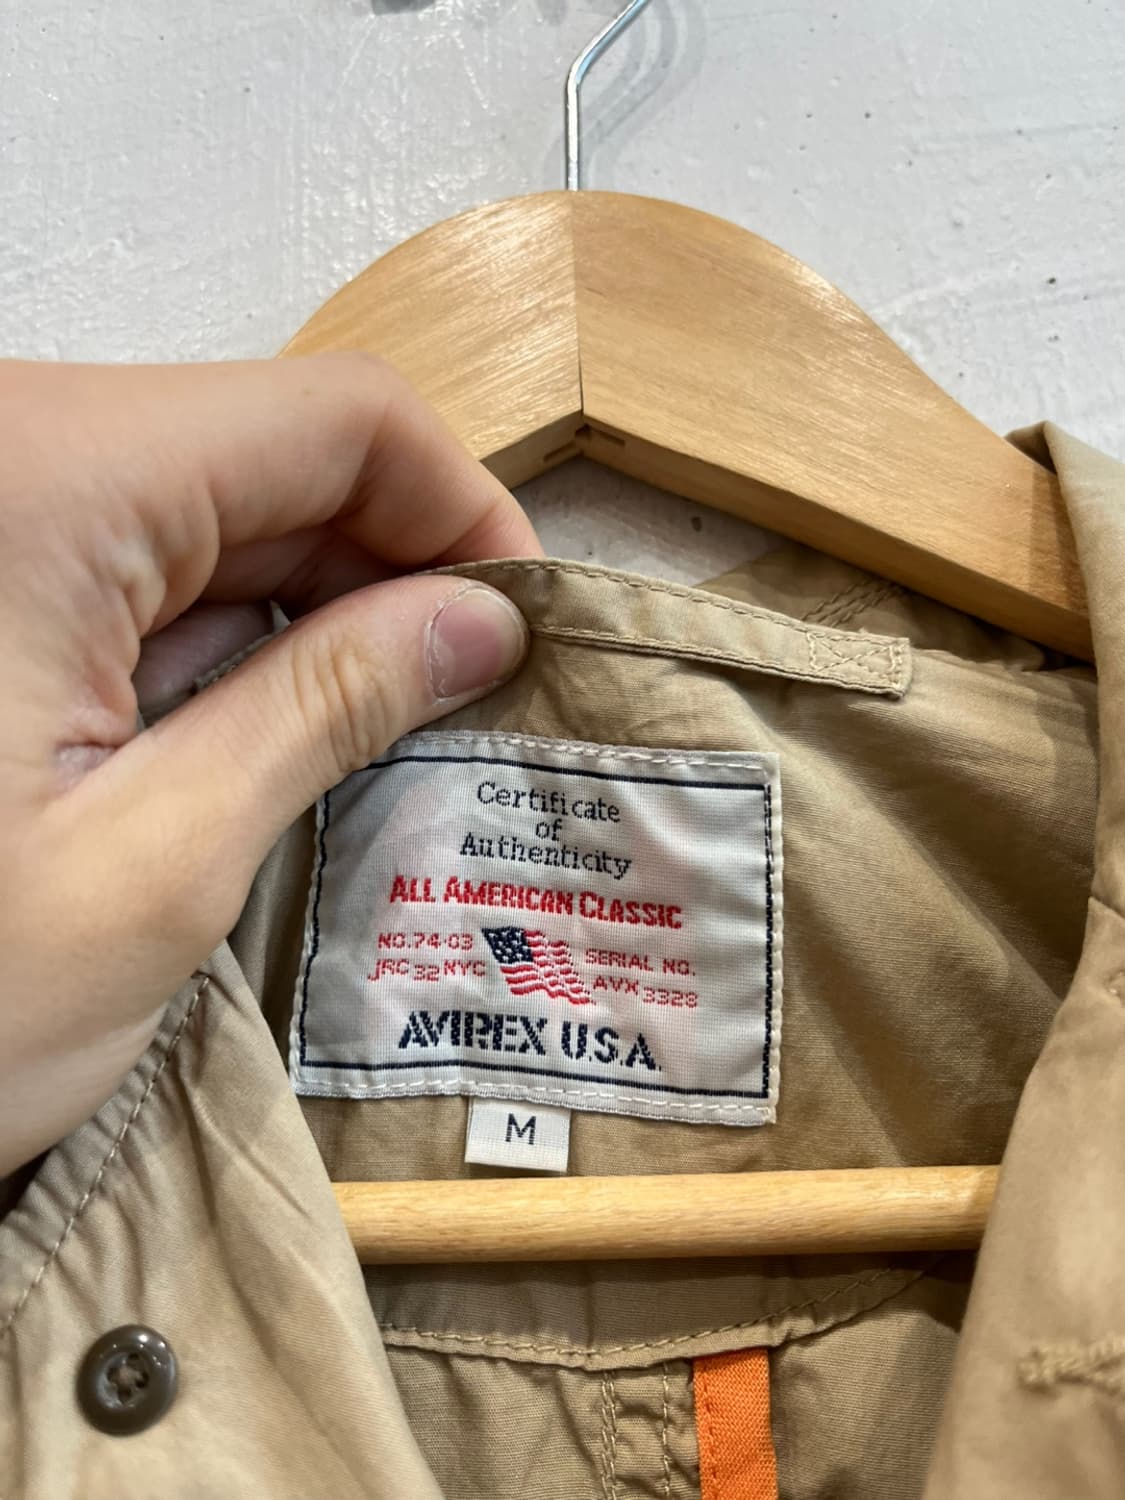 Certificate
of
Authenticity
ALL AMERICAN CLASSIC
NO.74-03
JRC 32 NYC
SERIAL NO.
AVX 3328
AVIREX U.S.A.
M